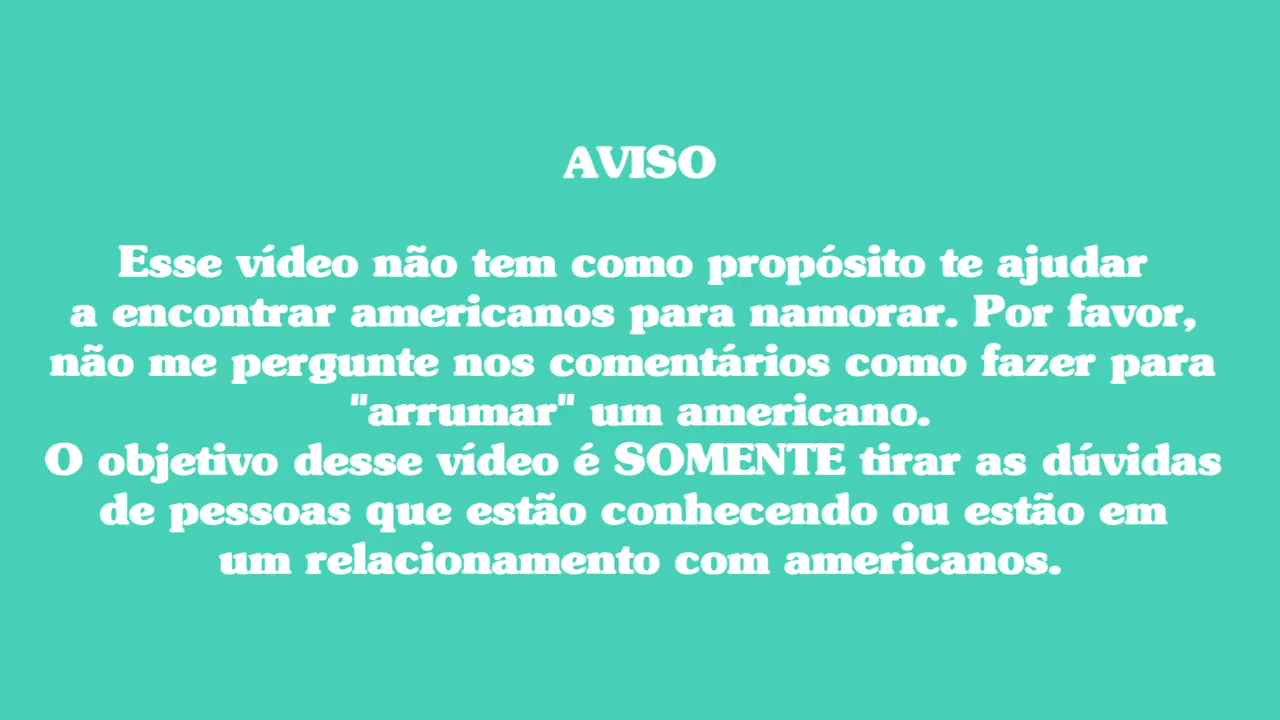 AVISO
Esse vídeo não tem como propósito te ajudar
a encontrar americanos para namorar. Por favor,
não me pergunte nos comentários como fazer para
"arrumar" um americano.
O objetivo desse vídeo é SOMENTE tirar as dúvidas
de pessoas que estão conhecendo ou estão em
um relacionamento com americanos.